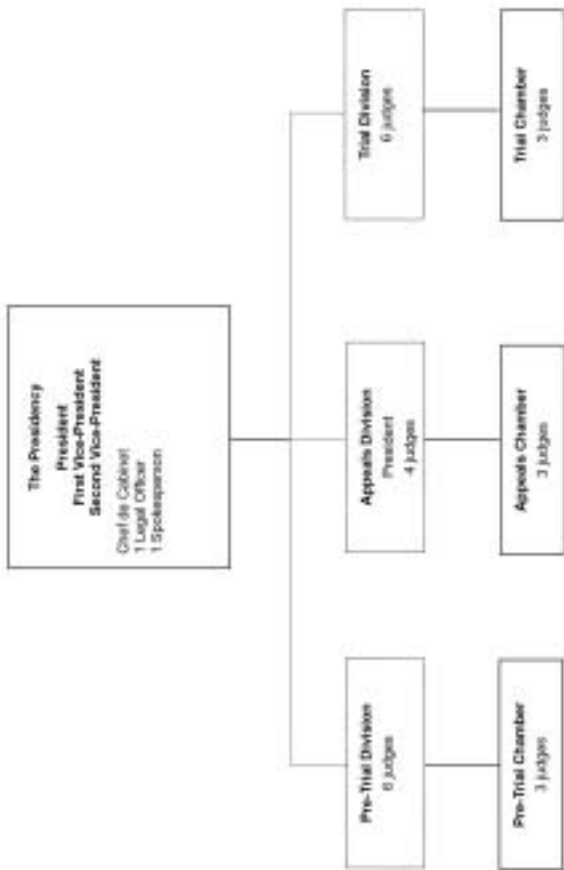 The Presidency
President
First Vice-President
Second Vice-President
Chef de Cabinet
1 Legal Officer
1 Spokesperson
Pre-Trial Division
6 judges
Appeals Division
President
4 judges
Trial Division
6 judges
Pre-Trial Chamber
3 judges
Appeals Chamber
3 judges
Trial Chamber
3 judges